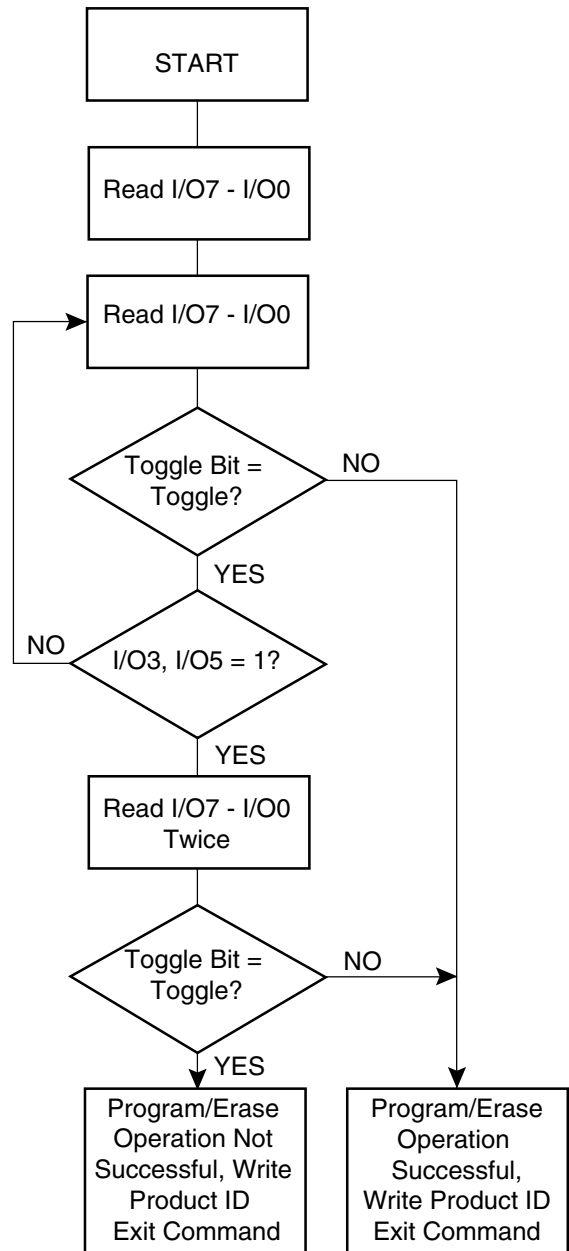 START
Read I/O7 - I/O0
Read I/O7 - I/O0
Toggle Bit =
Toggle?
NO
YES
NO
I/O3, I/O5 = 1?
YES
Read I/O7 - I/O0
Twice
Toggle Bit =
Toggle?
NO
YES
Program/Erase
Operation Not
Successful, Write
Product ID
Exit Command
Program/Erase
Operation
Successful,
Write Product ID
Exit Command